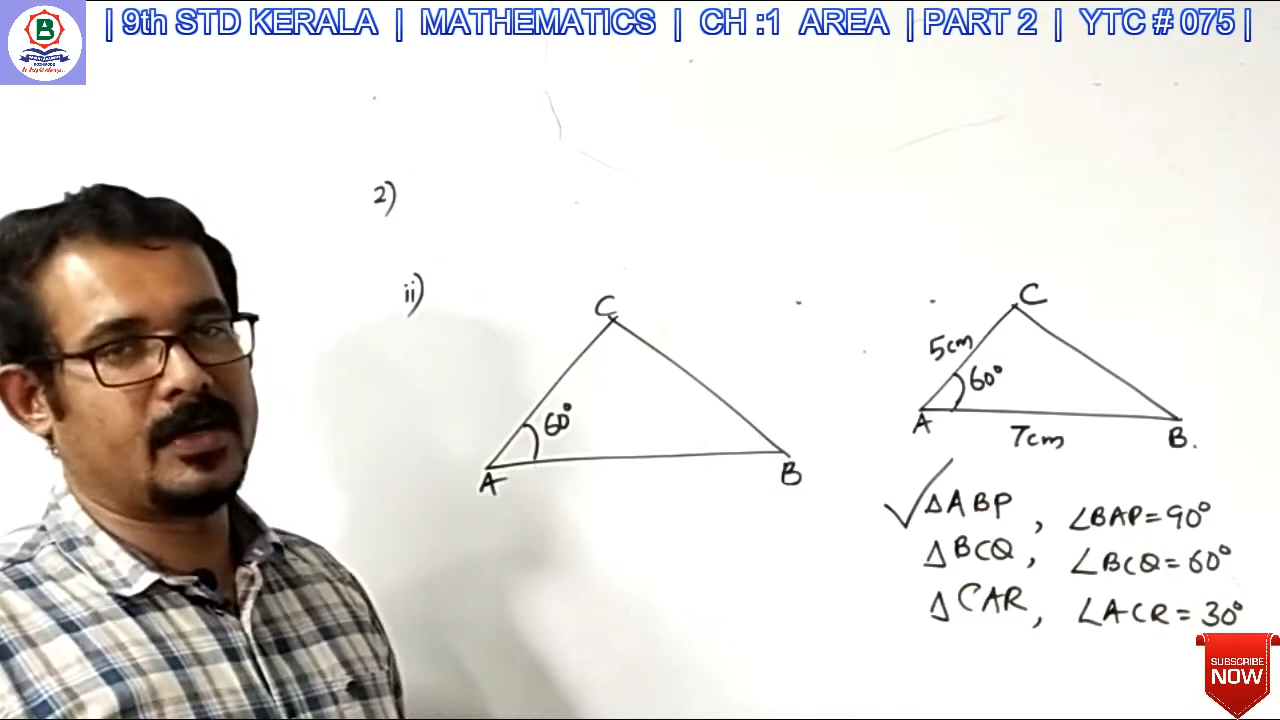 | 9th STD KERALA | MATHEMATICS | CH :1 AREA | PART 2 | YTC # 075 |
B
2)
ii)
C
60°
A
B
C
5cm
60°
A
7cm
B.
✓ΔABP, ∠BAP=90°
ΔBCQ, ∠BCQ=60°
ΔCAR, ∠ACR=30°
SUBSCRIBE
NOW